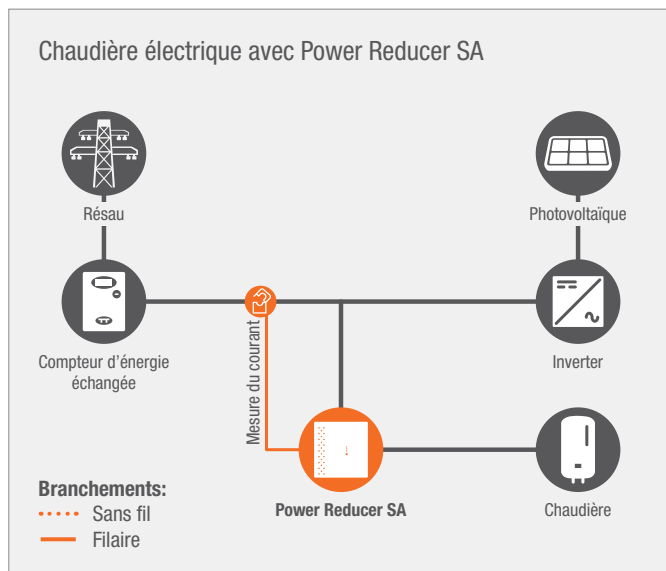 Chaudière électrique avec Power Reducer SA
Résau
Photovoltaïque
Compteur d'énergie
échangée
Mesure du courant
Inverter
Power Reducer SA
Chaudière
Branchements:
Sans fil
Filaire